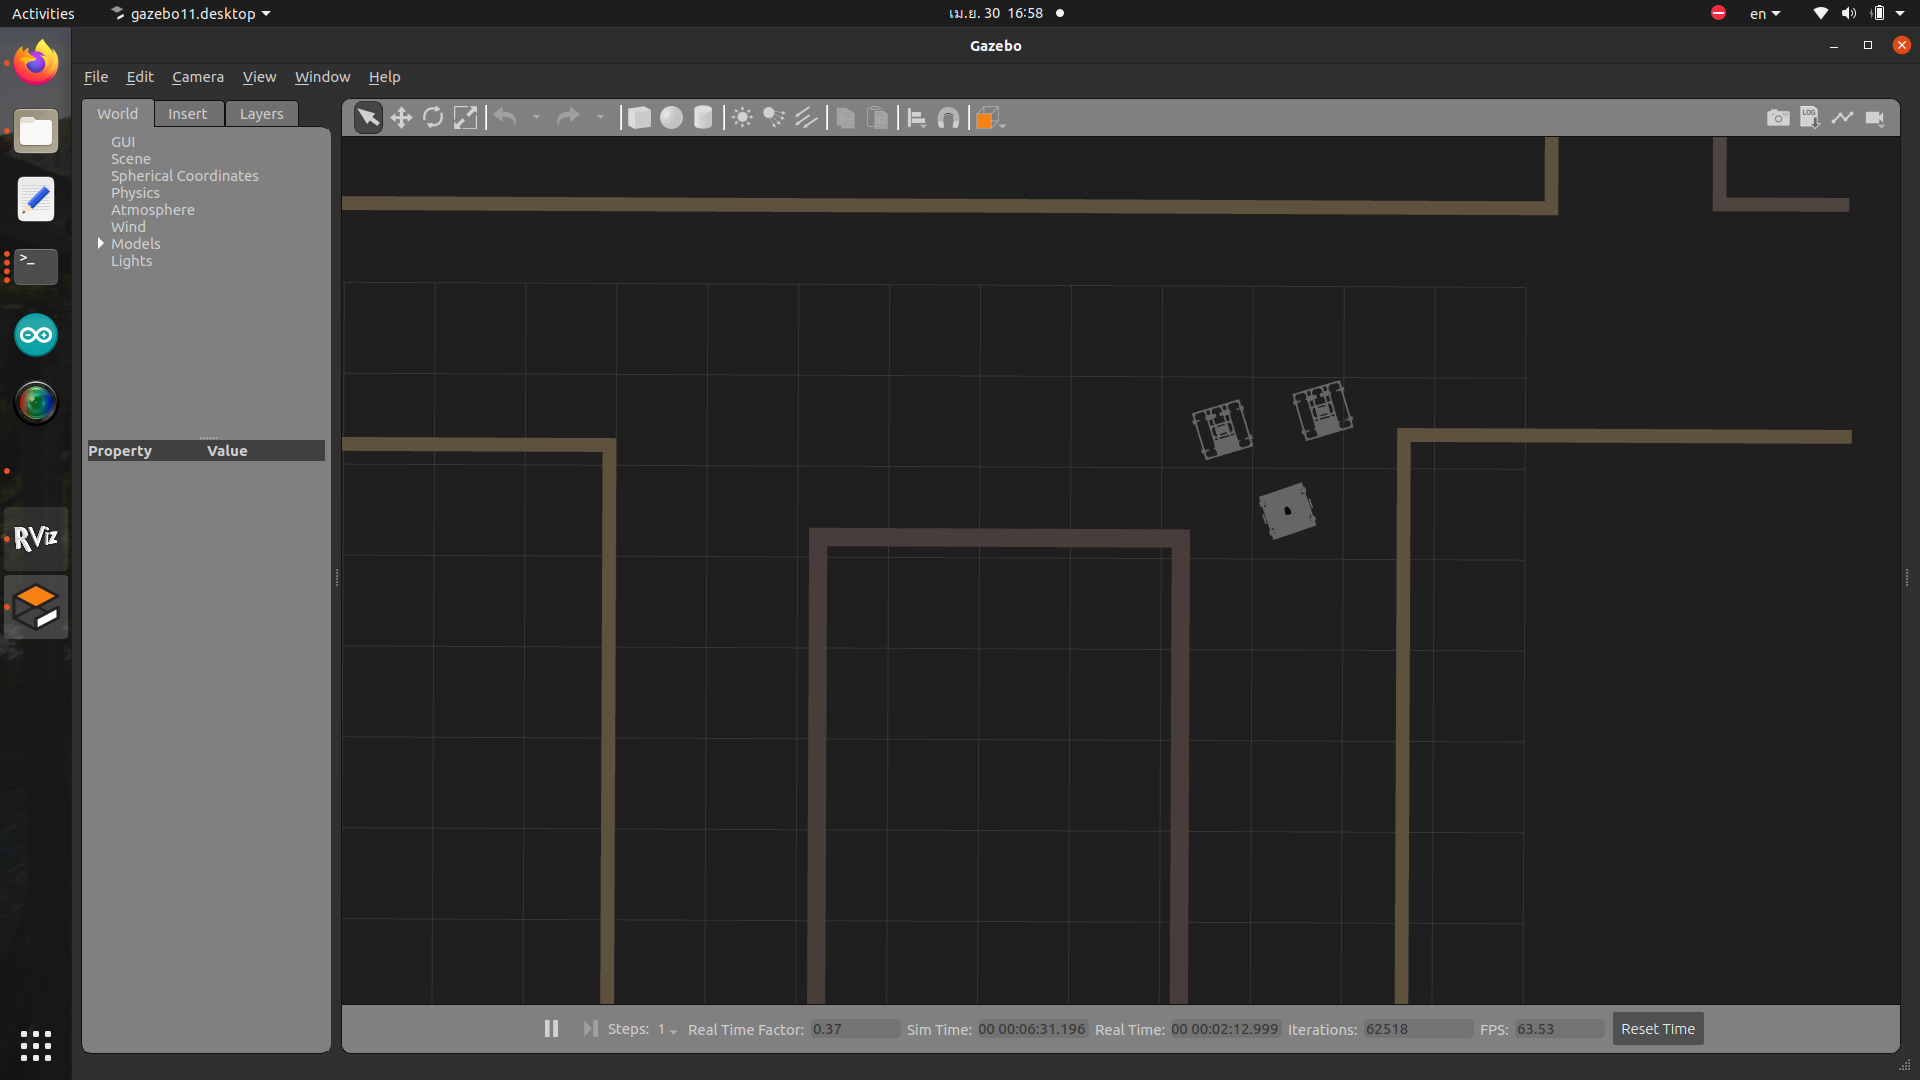 Activities gazebo11.desktop เม.ย. 30 16:58 en
Gazebo
File Edit Camera View Window Help
World Insert Layers
LOG
GUI
Scene
Spherical Coordinates
Physics
Atmosphere
Wind
Models
Lights
Property Value
>_
RViz
Steps: 1 Real Time Factor: 0.37 Sim Time: 00 00:06:31.196 Real Time: 00 00:02:12.999 Iterations: 62518 FPS: 63.53 Reset Time